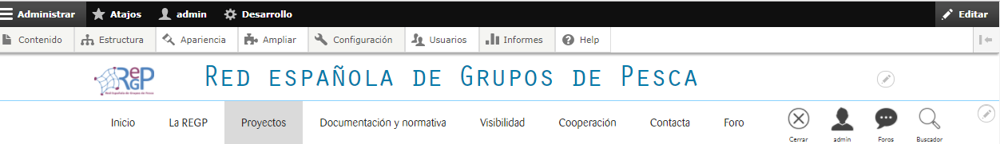 Administrar Atajos admin Desarrollo Editar
Contenido Estructura Apariencia Ampliar Configuración Usuarios Informes Help
ReGP Red española de Grupos de Pesca
Red Española de Grupos de Pesca
Inicio La REGP Proyectos Documentación y normativa Visibilidad Cooperación Contacta Foro
Cerrar admin Foros Buscador